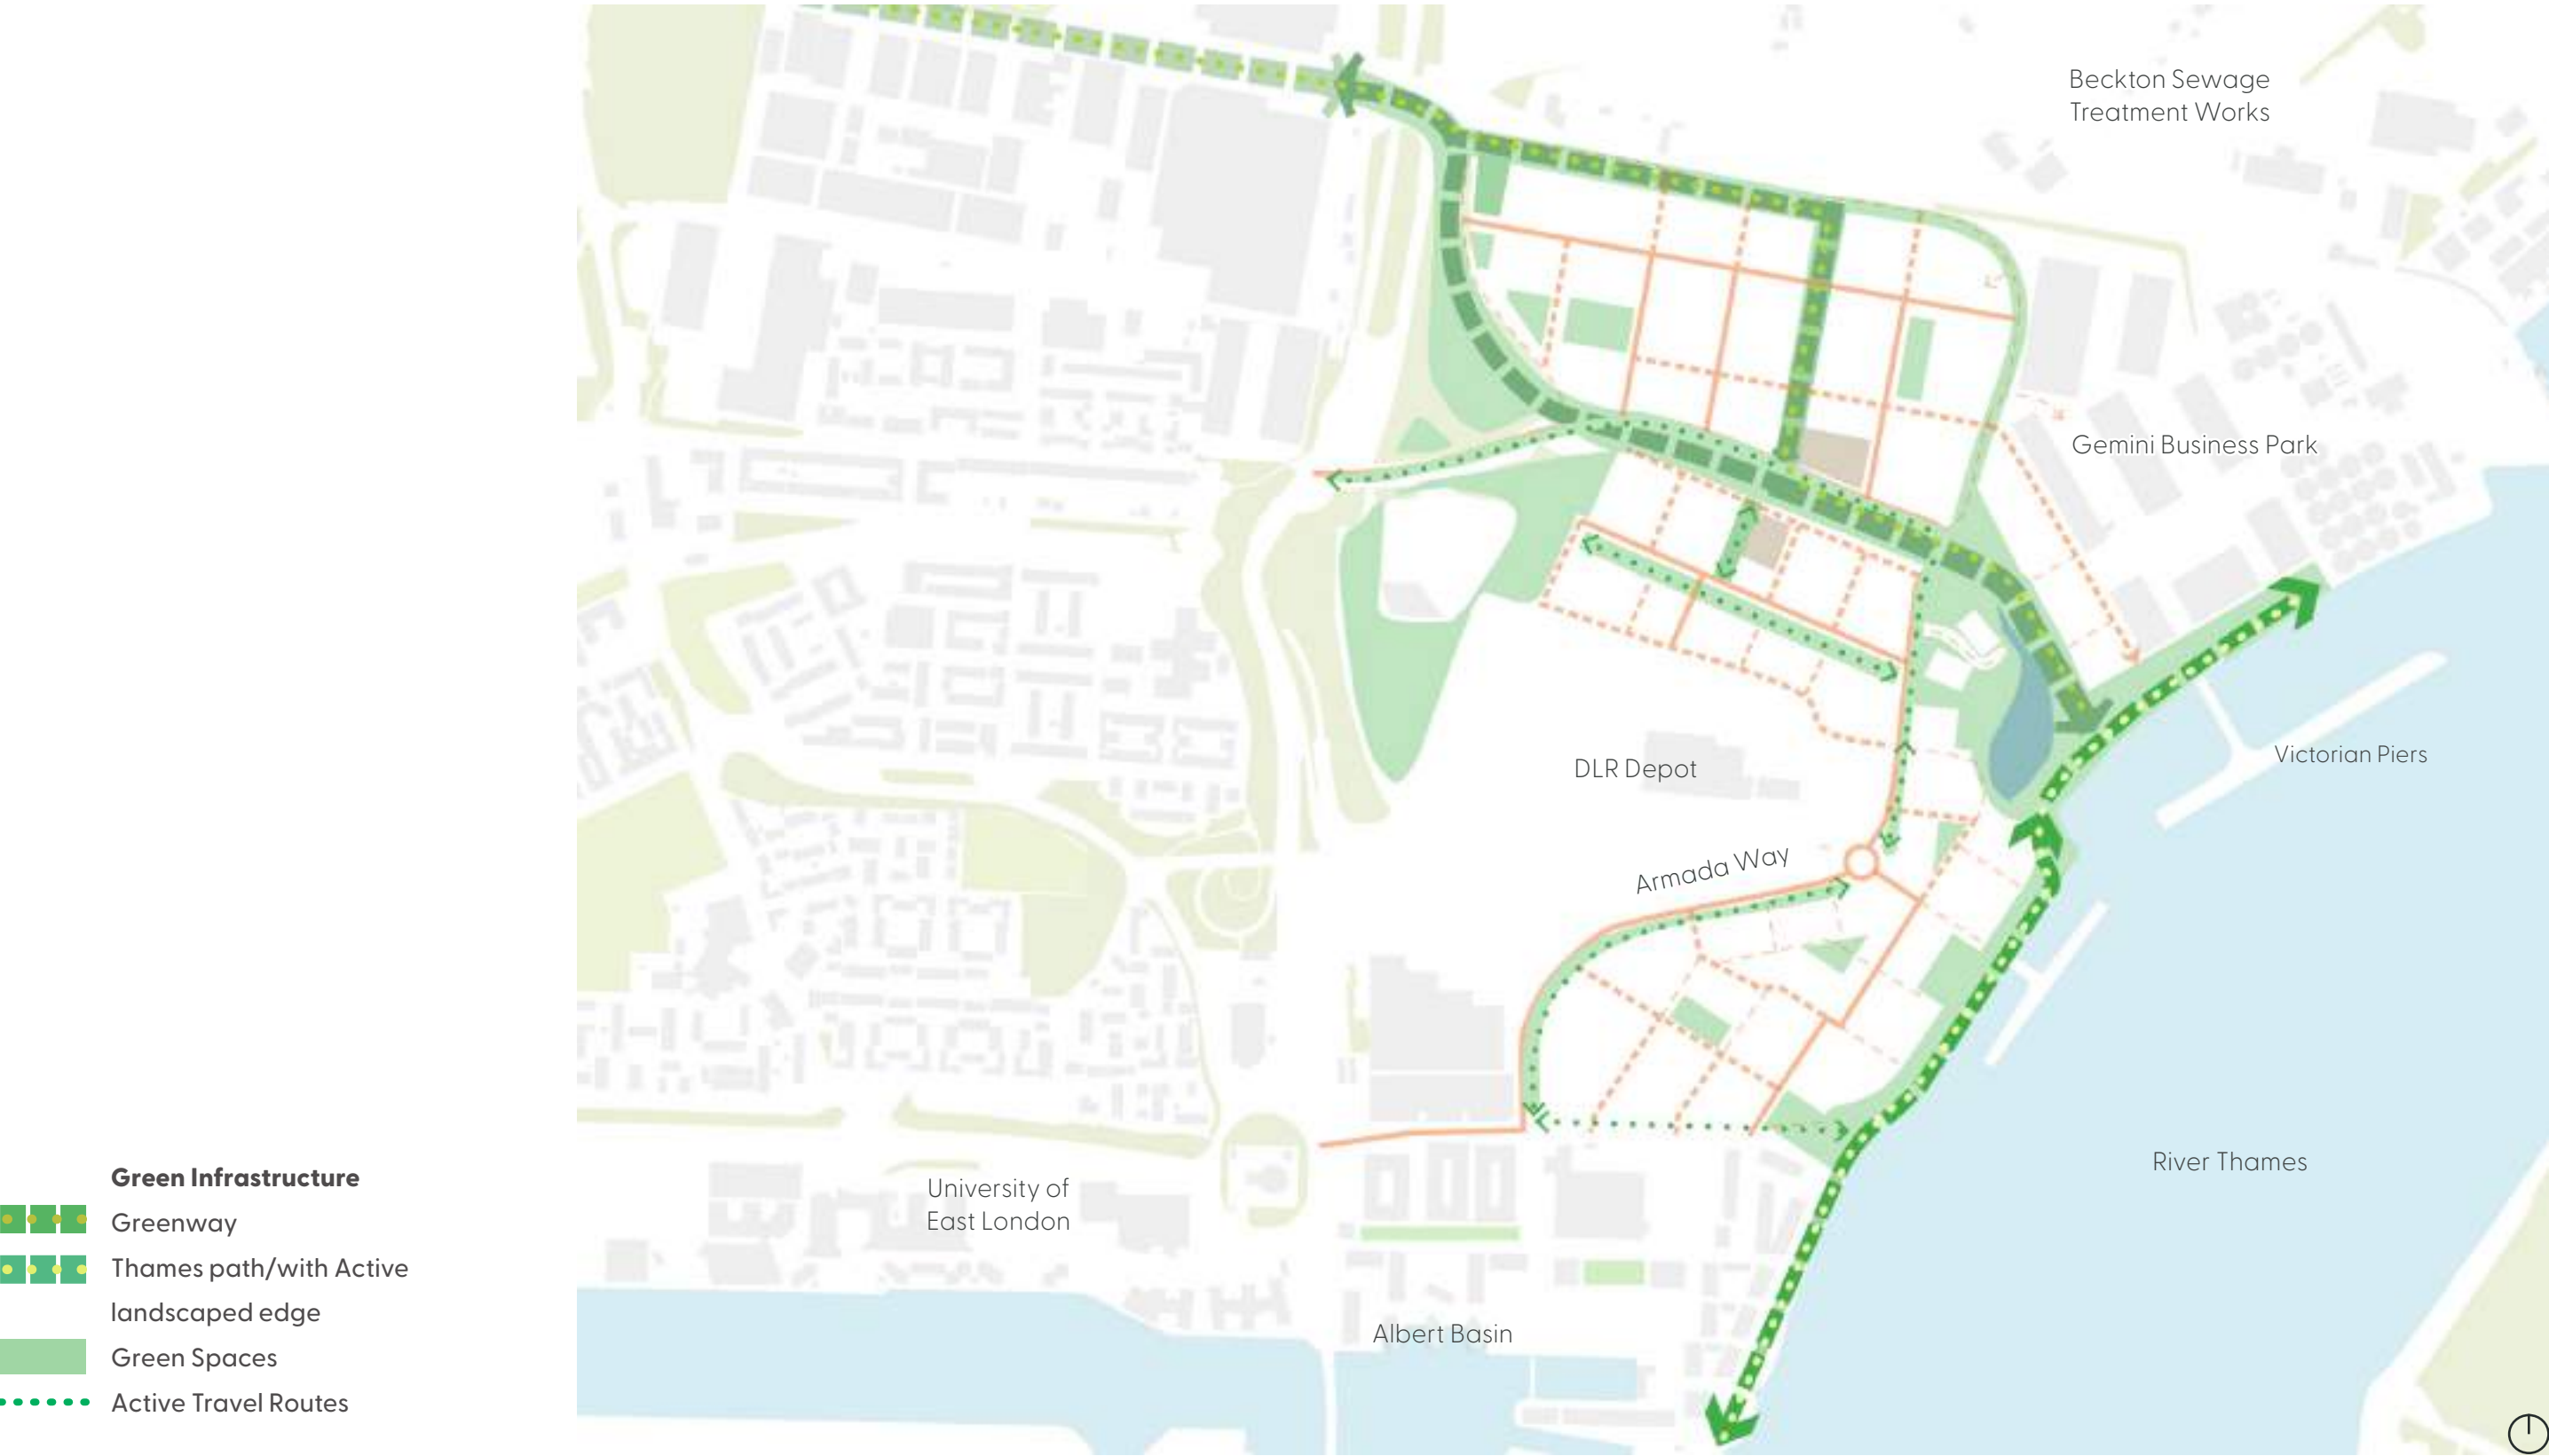 Beckton Sewage
Treatment Works
Gemini Business Park
Victorian Piers
DLR Depot
Armada Way
River Thames
University of
East London
Albert Basin
Green Infrastructure
Greenway
Thames path/with Active
landscaped edge
Green Spaces
Active Travel Routes